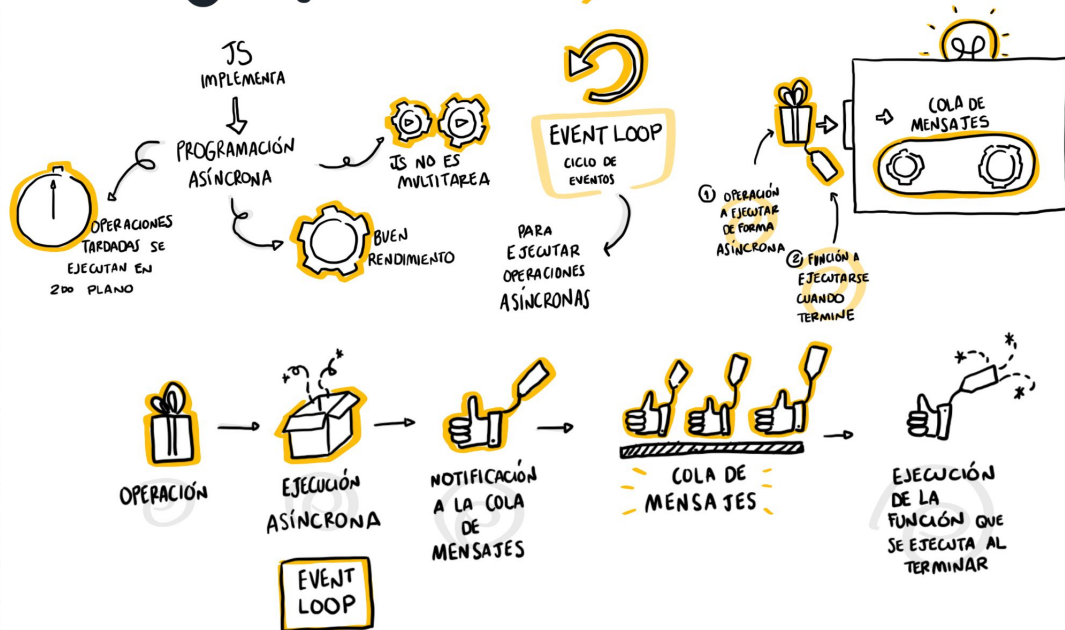 JS
IMPLEMENTA
PROGRAMACIÓN
ASÍNCRONA
OPERACIONES
TARDADAS SE
EJECUTAN EN
2DO PLANO
JS NO ES
MULTITAREA
BUEN
RENDIMIENTO
EVENT LOOP
CICLO DE
EVENTOS
PARA
EJECUTAR
OPERACIONES
ASÍNCRONAS
① OPERACIÓN
A EJECUTAR
DE FORMA
ASÍNCRONA
② FUNCIÓN A
EJECUTARSE
CUANDO
TERMINE
COLA DE
MENSAJES
OPERACIÓN
EJECUCIÓN
ASÍNCRONA
EVENT
LOOP
NOTIFICACIÓN
A LA COLA
DE
MENSAJES
COLA DE
MENSAJES
EJECUCIÓN
DE LA
FUNCIÓN QUE
SE EJECUTA AL
TERMINAR